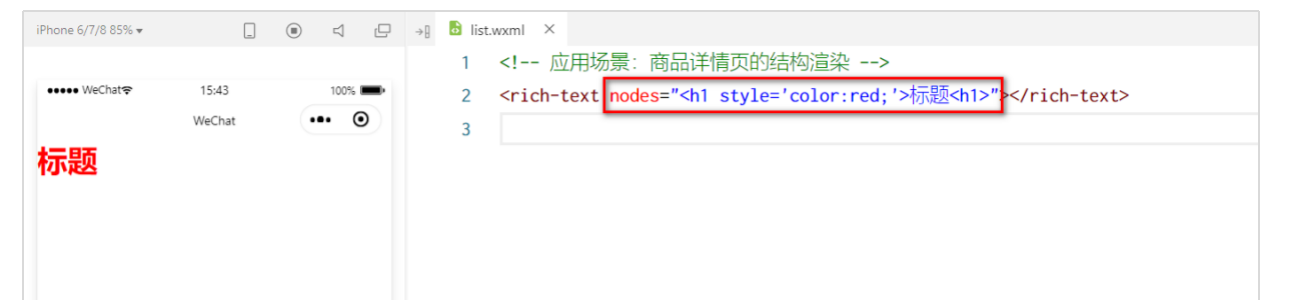 iPhone 6/7/8 85%
list.wxml
WeChat
15:43
100%
WeChat
标题
1 <!-- 应用场景：商品详情页的结构渲染 -->
2 <rich-text nodes="<h1 style='color:red;'>标题<h1>"></rich-text>
3